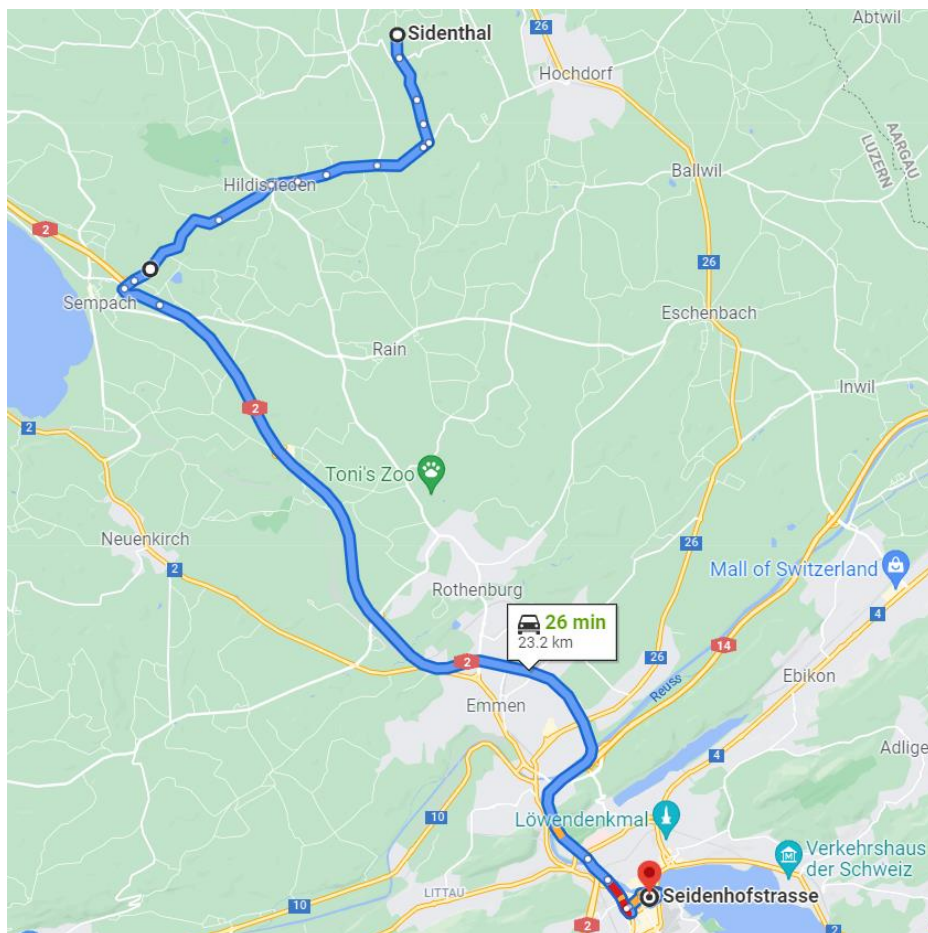 Abtwil
Sidenthal
26
Hochdorf
AARGAU
LUZERN
Ballwil
Hildisrieden
2
26
Sempach
Eschenbach
Rain
Inwil
2
2
Toni's Zoo
Neuenkirch
26
Mall of Switzerland
2
Rothenburg
4
26 min
23.2 km
14
2
26
Reuss
Ebikon
Emmen
Adlige
4
10
Löwendenkmal
Verkehrshaus
der Schweiz
LITTAU
Seidenhofstrasse
10
2
2